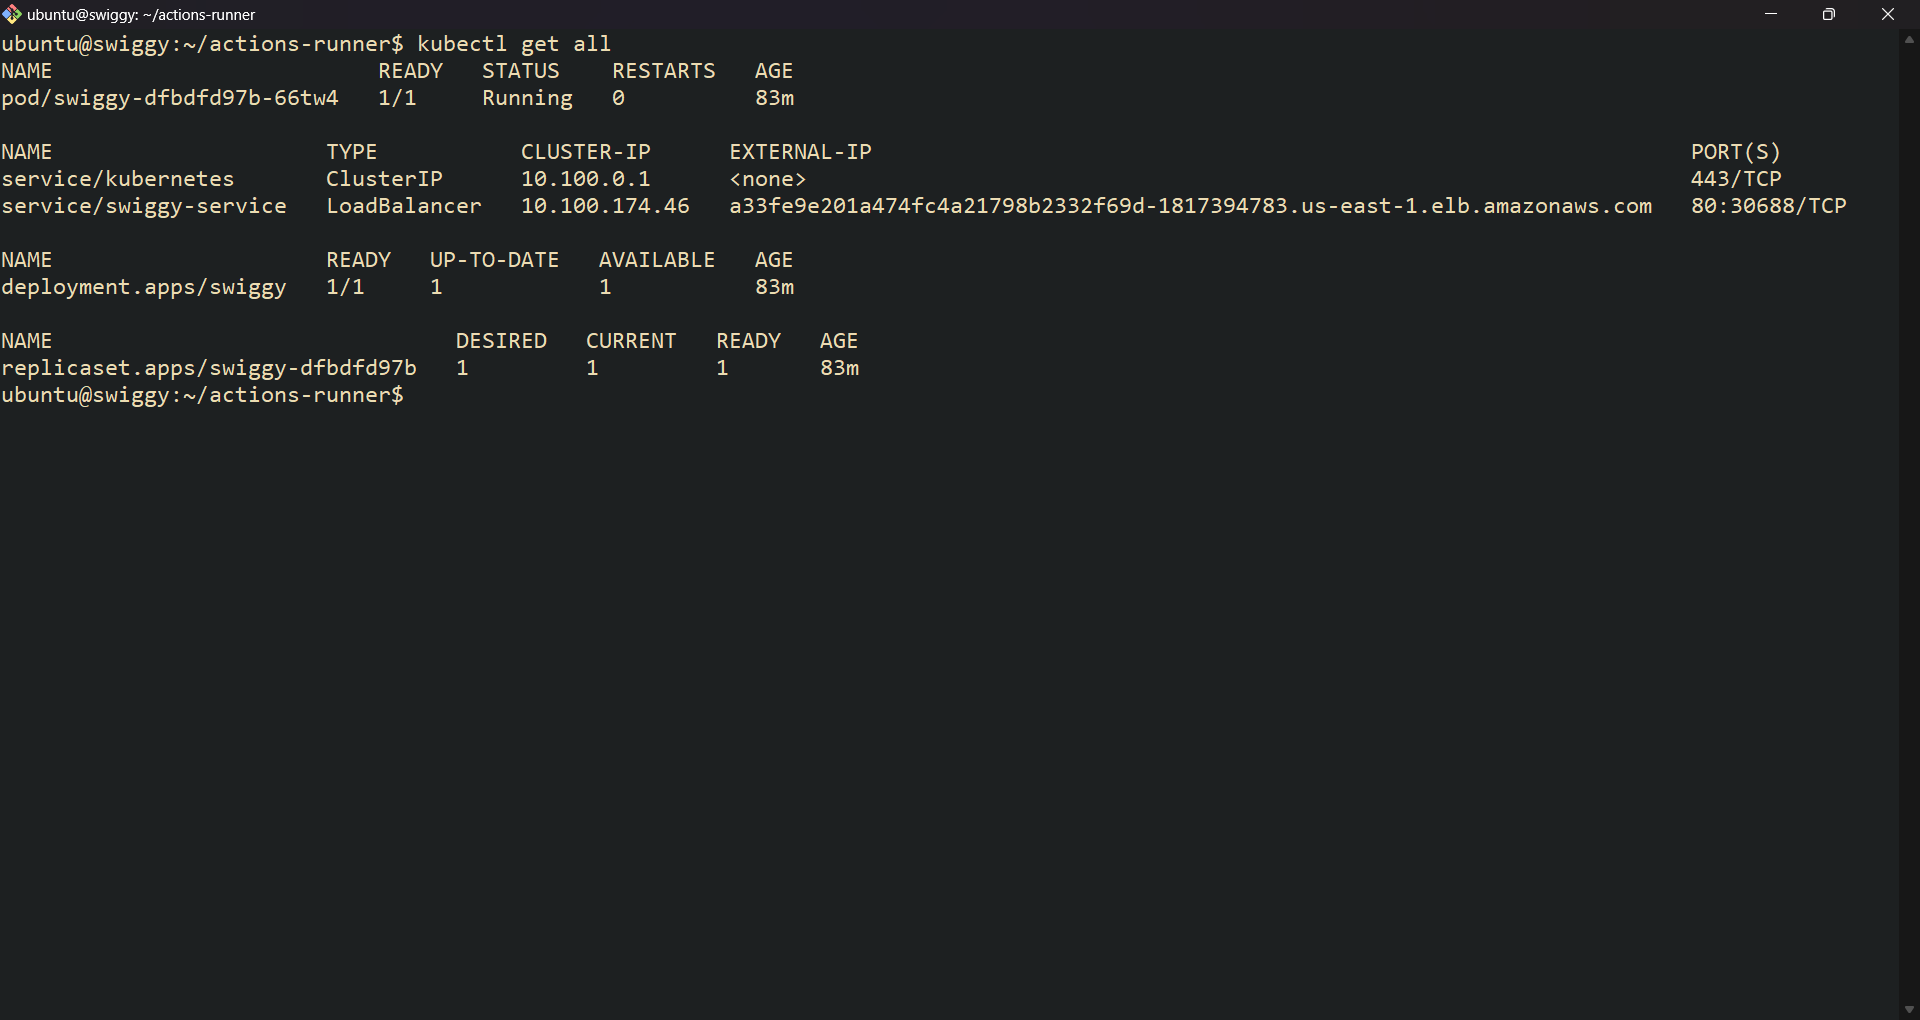 ubuntu@swiggy: ~/actions-runner
ubuntu@swiggy:~/actions-runner$ kubectl get all
NAME                         READY   STATUS    RESTARTS   AGE
pod/swiggy-dfbdfd97b-66tw4   1/1     Running   0          83m

NAME                     TYPE           CLUSTER-IP      EXTERNAL-IP                                                               PORT(S)
service/kubernetes       ClusterIP      10.100.0.1      <none>                                                                    443/TCP
service/swiggy-service   LoadBalancer   10.100.174.46   a33fe9e201a474fc4a21798b2332f69d-1817394783.us-east-1.elb.amazonaws.com   80:30688/TCP

NAME                     READY   UP-TO-DATE   AVAILABLE   AGE
deployment.apps/swiggy   1/1     1            1           83m

NAME                               DESIRED   CURRENT   READY   AGE
replicaset.apps/swiggy-dfbdfd97b   1         1         1       83m
ubuntu@swiggy:~/actions-runner$